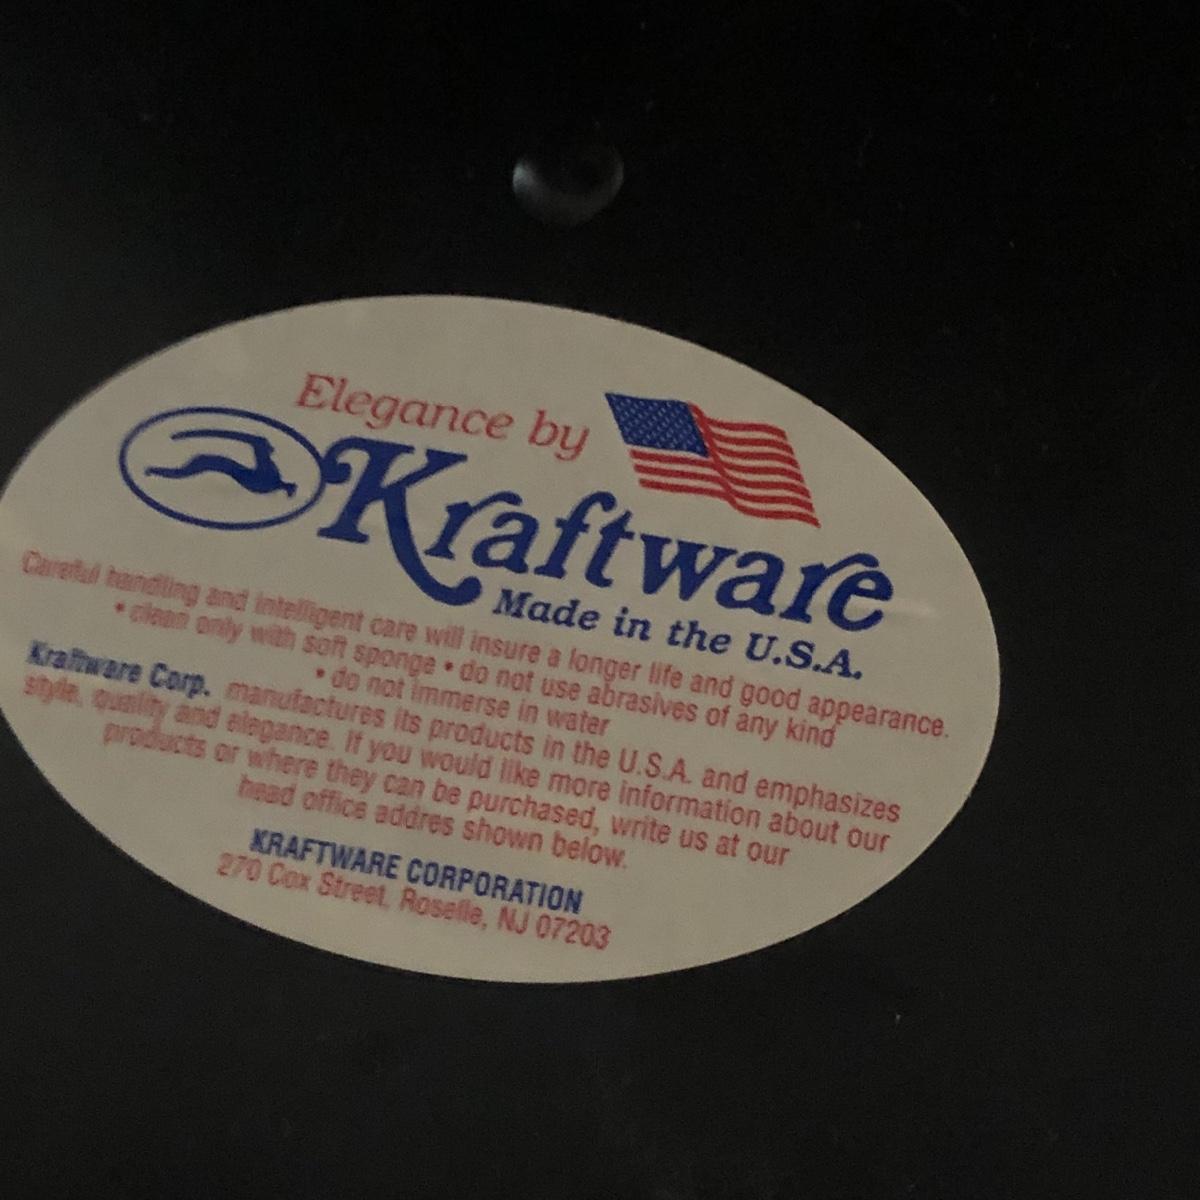 Elegance by
Kraftware
Made in the U.S.A.
Careful handling and intelligent care will insure a longer life and good appearance.
• clean only with soft sponge • do not use abrasives of any kind
• do not immerse in water
Kraftware Corp. manufactures its products in the U.S.A. and emphasizes
style, quality and elegance. If you would like more information about our
products or where they can be purchased, write us at our
head office addres shown below.
KRAFTWARE CORPORATION
270 Cox Street, Roselle, NJ 07203